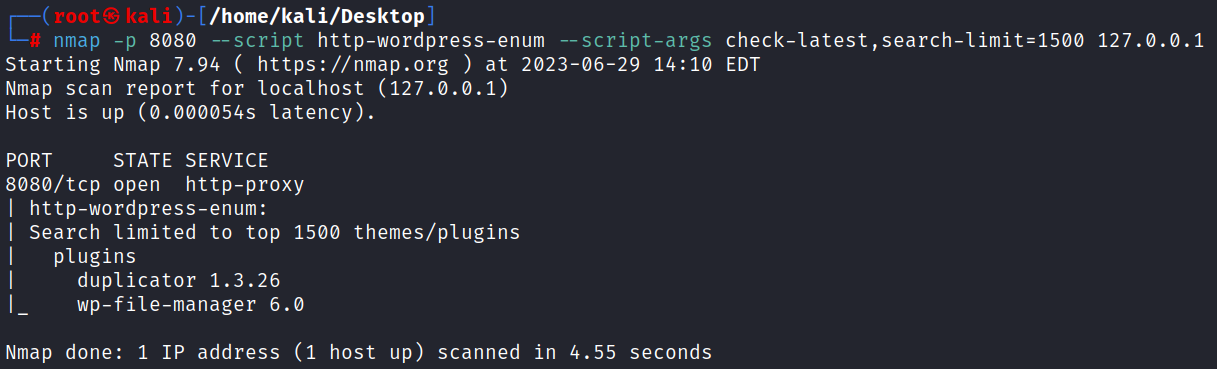 ┌──(root㉿kali)-[/home/kali/Desktop]
└─# nmap -p 8080 --script http-wordpress-enum --script-args check-latest,search-limit=1500 127.0.0.1
Starting Nmap 7.94 ( https://nmap.org ) at 2023-06-29 14:10 EDT
Nmap scan report for localhost (127.0.0.1)
Host is up (0.000054s latency).

PORT     STATE SERVICE
8080/tcp open  http-proxy
| http-wordpress-enum:
| Search limited to top 1500 themes/plugins
|   plugins
|     duplicator 1.3.26
|_    wp-file-manager 6.0

Nmap done: 1 IP address (1 host up) scanned in 4.55 seconds